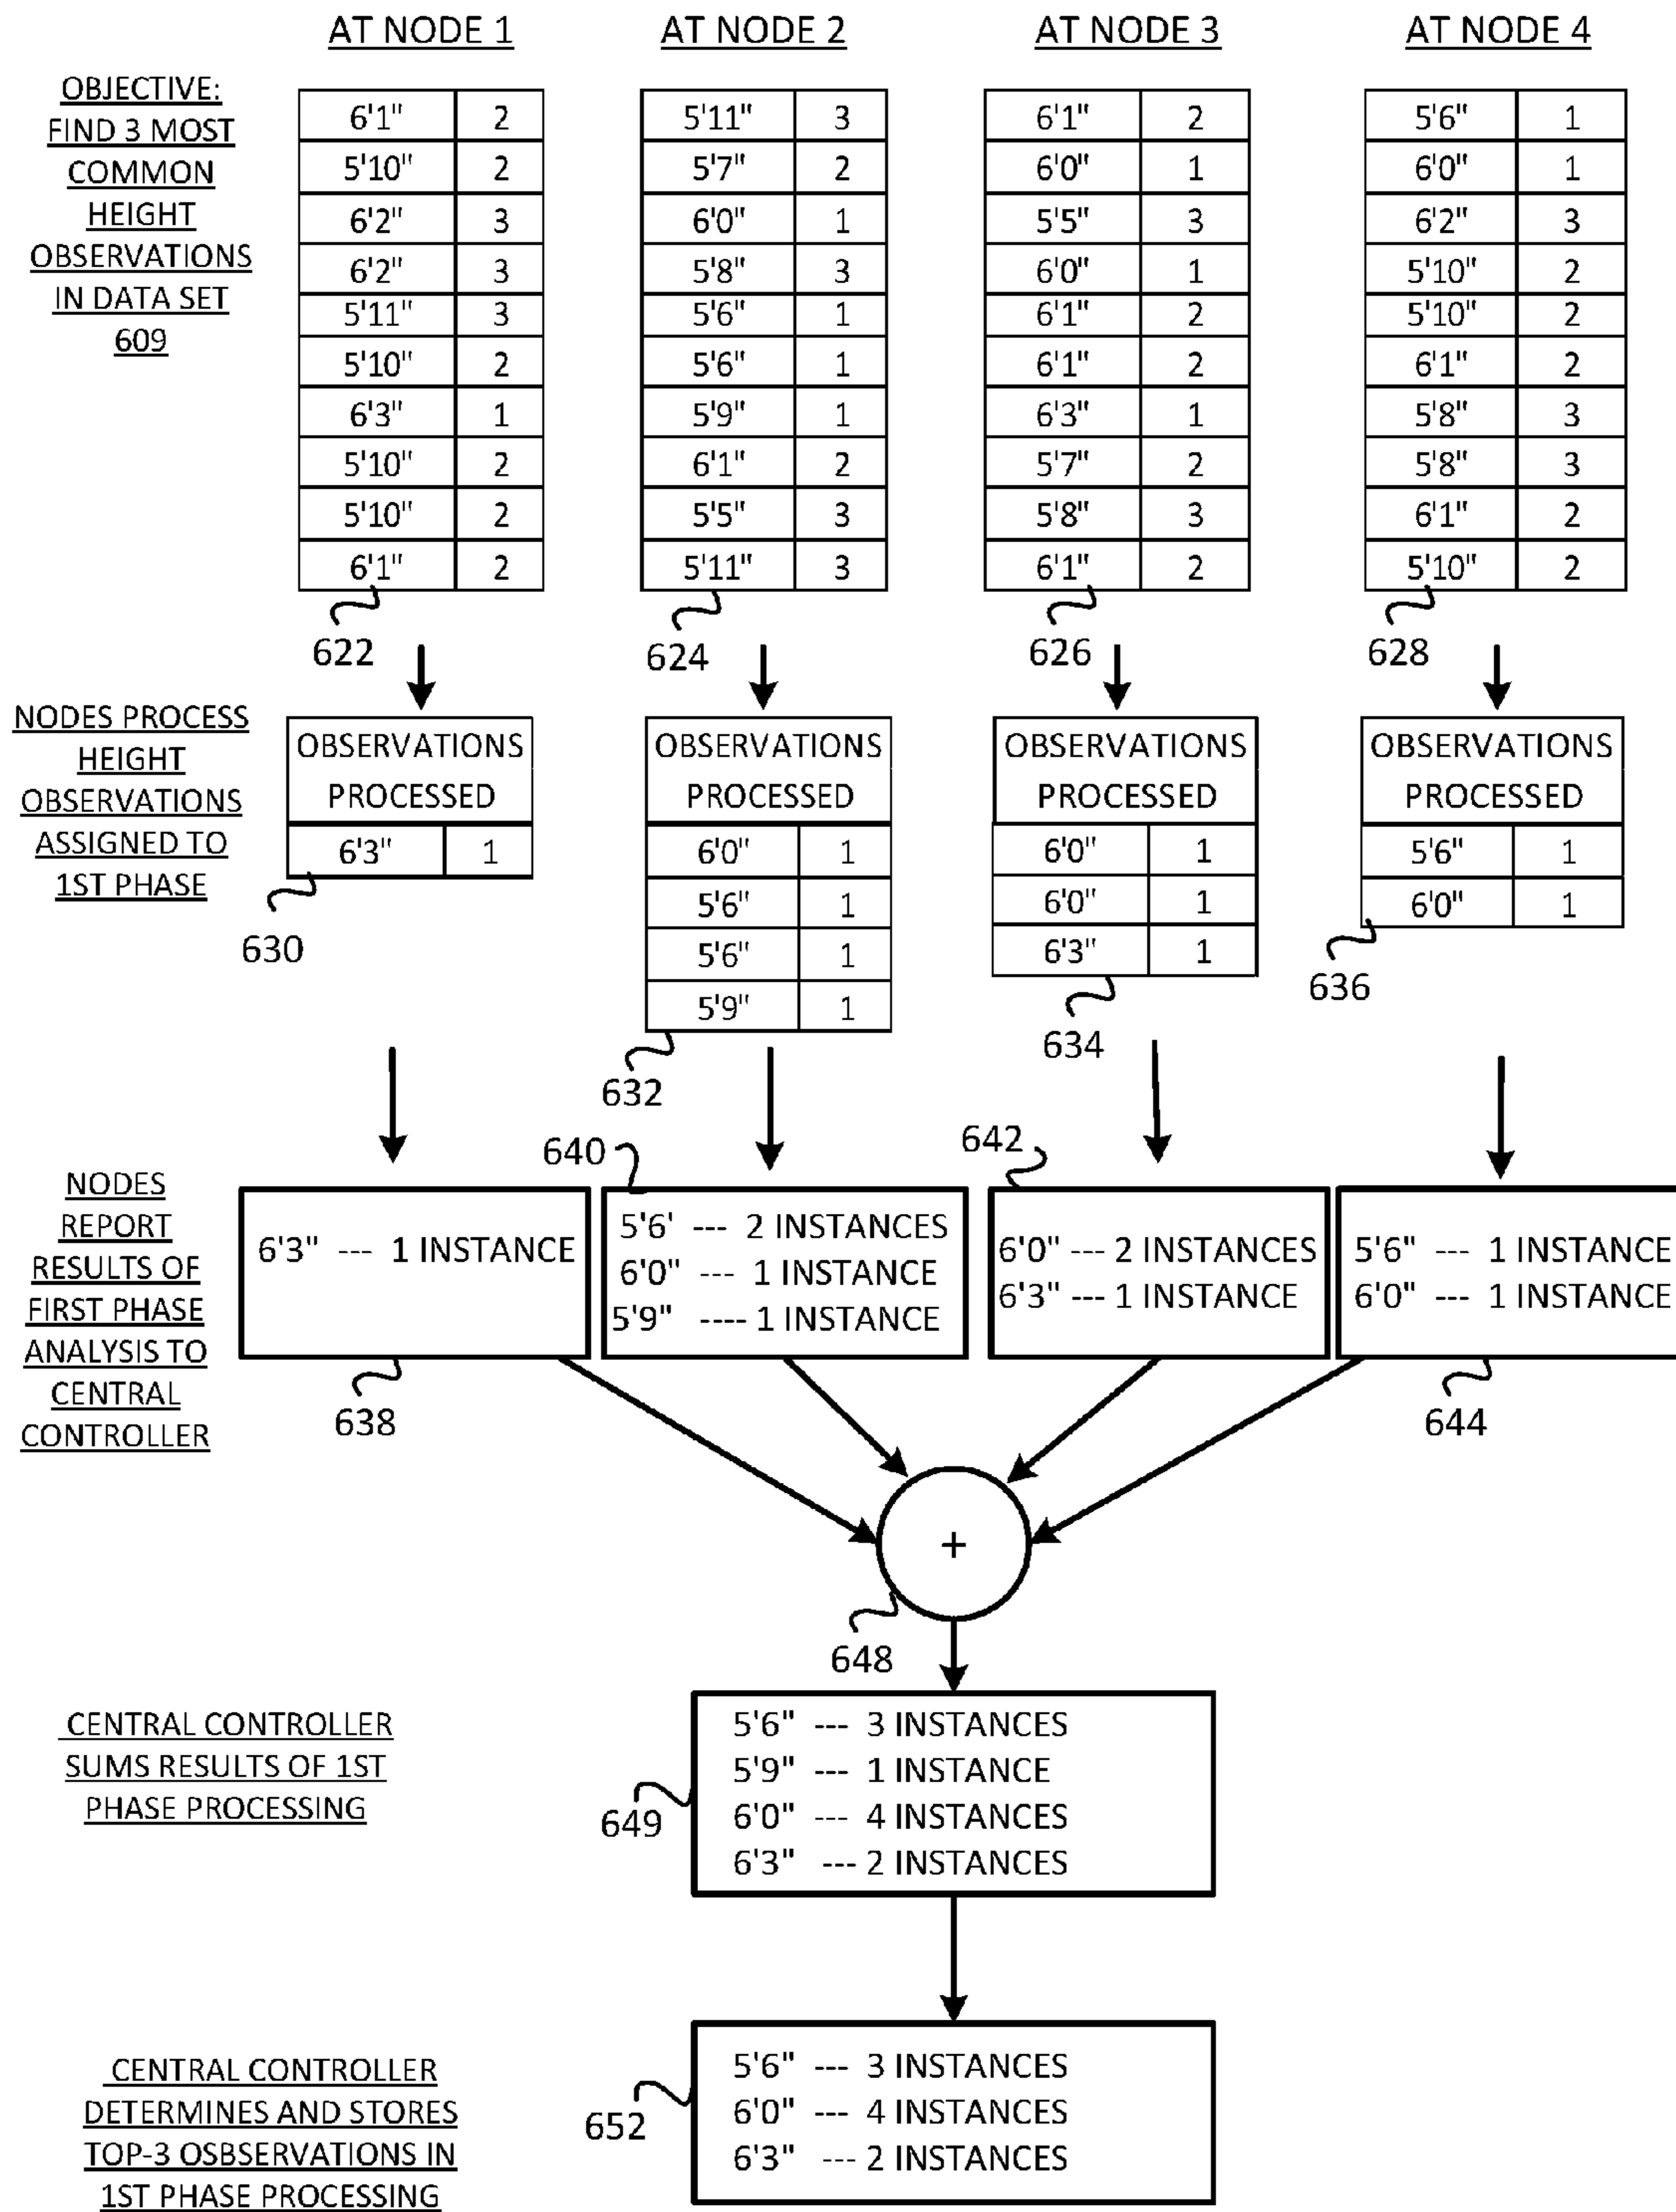 AT NODE 1 AT NODE 2 AT NODE 3 AT NODE 4
OBJECTIVE:
FIND 3 MOST
COMMON
HEIGHT
OBSERVATIONS
IN DATA SET
609
6'1" 2 5'11" 3 6'1" 2 5'6" 1
5'10" 2 5'7" 2 6'0" 1 6'0" 1
6'2" 3 6'0" 1 5'5" 3 6'2" 3
6'2" 3 5'8" 3 6'0" 1 5'10" 2
5'11" 3 5'6" 1 6'1" 2 5'10" 2
5'10" 2 5'6" 1 6'1" 2 6'1" 2
6'3" 1 5'9" 1 6'3" 1 5'8" 3
5'10" 2 6'1" 2 5'7" 2 5'8" 3
5'10" 2 5'5" 3 5'8" 3 6'1" 2
6'1" 2 5'11" 3 6'1" 2 5'10" 2
622 624 626 628
NODES PROCESS
HEIGHT
OBSERVATIONS
ASSIGNED TO
1ST PHASE
OBSERVATIONS
PROCESSED
6'3" 1
630
OBSERVATIONS
PROCESSED
6'0" 1
5'6" 1
5'6" 1
5'9" 1
632
OBSERVATIONS
PROCESSED
6'0" 1
6'0" 1
6'3" 1
634
OBSERVATIONS
PROCESSED
5'6" 1
6'0" 1
636
NODES
REPORT
RESULTS OF
FIRST PHASE
ANALYSIS TO
CENTRAL
CONTROLLER
6'3" --- 1 INSTANCE
638
640
5'6' --- 2 INSTANCES
6'0" --- 1 INSTANCE
5'9" ---- 1 INSTANCE
642
6'0" --- 2 INSTANCES
6'3" --- 1 INSTANCE
5'6" --- 1 INSTANCE
6'0" --- 1 INSTANCE
644
+
648
CENTRAL CONTROLLER
SUMS RESULTS OF 1ST
PHASE PROCESSING
649
5'6" --- 3 INSTANCES
5'9" --- 1 INSTANCE
6'0" --- 4 INSTANCES
6'3" --- 2 INSTANCES
CENTRAL CONTROLLER
DETERMINES AND STORES
TOP-3 OSBSERVATIONS IN
1ST PHASE PROCESSING
652
5'6" --- 3 INSTANCES
6'0" --- 4 INSTANCES
6'3" --- 2 INSTANCES